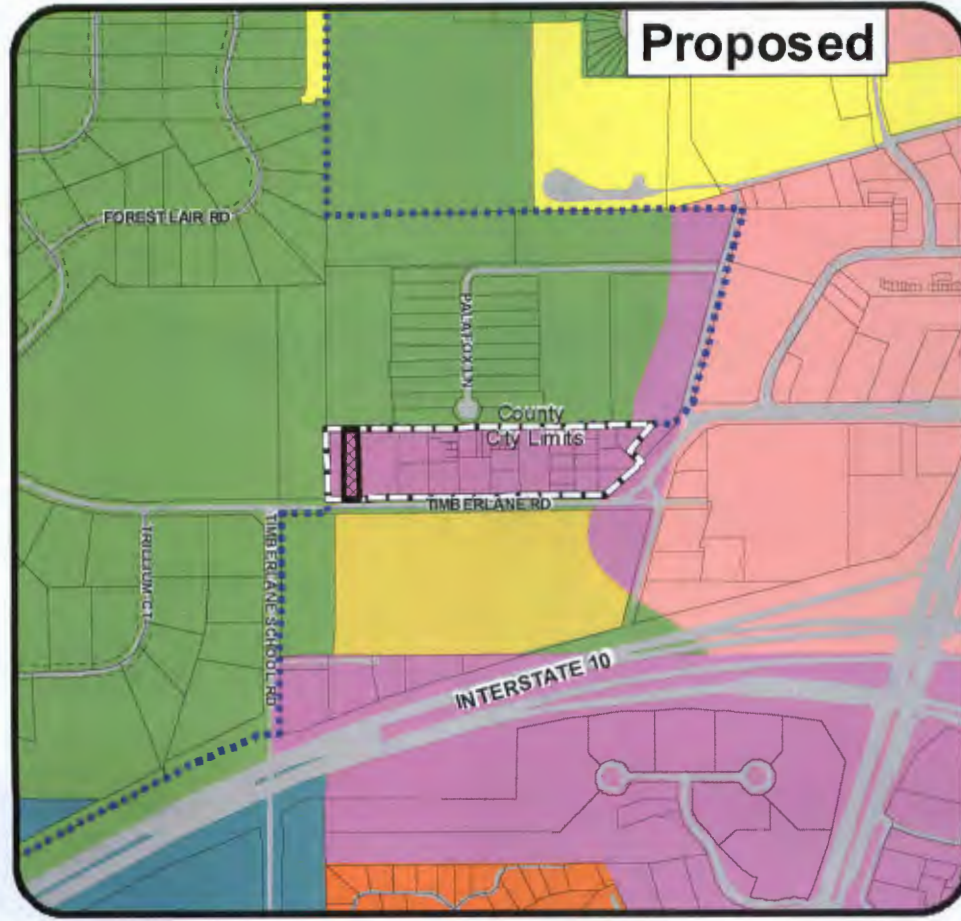 Proposed
FOREST LAIR RD
PALAFOX LN
County
City Limits
TIMBERLANE RD
TRILLIUM CT
TIMBERLANE SCHOOL RD
INTERSTATE 10